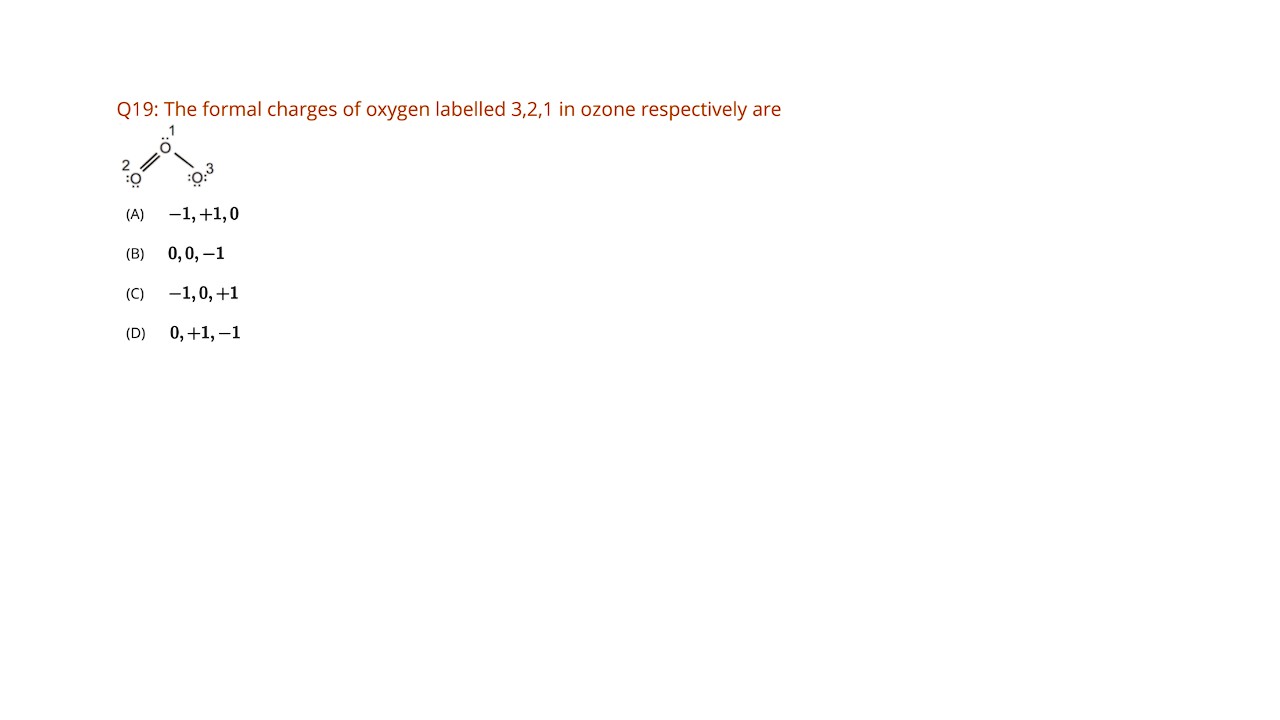 Q19: The formal charges of oxygen labelled 3,2,1 in ozone respectively are
1
Ö
2 3
:O :O:
(A) −1, +1, 0
(B) 0, 0, −1
(C) −1, 0, +1
(D) 0, +1, −1